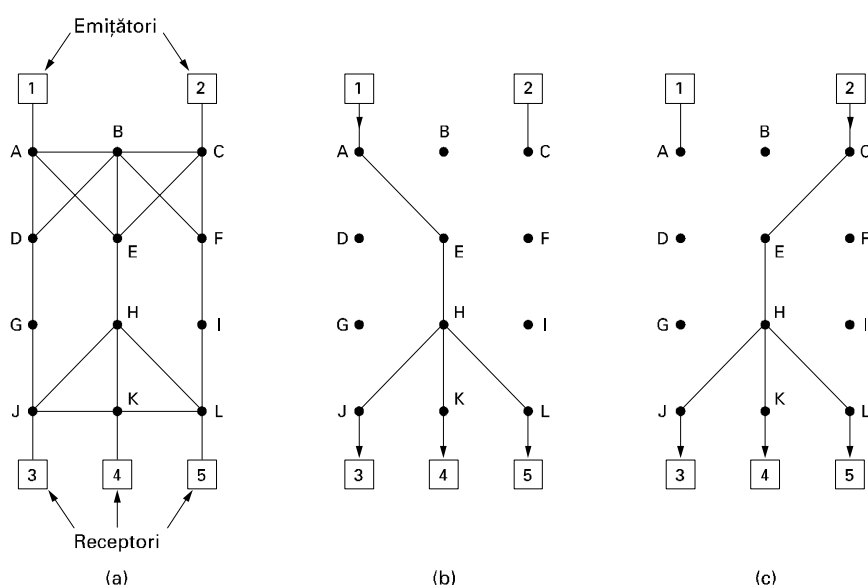 Emițători
1 2 1 2 1 2
B B B
A C A C A C
D E F D E F D E F
H H H
G I G I G I
K K K
J L J L J L
3 4 5 3 4 5 3 4 5
Receptori
(a) (b) (c)